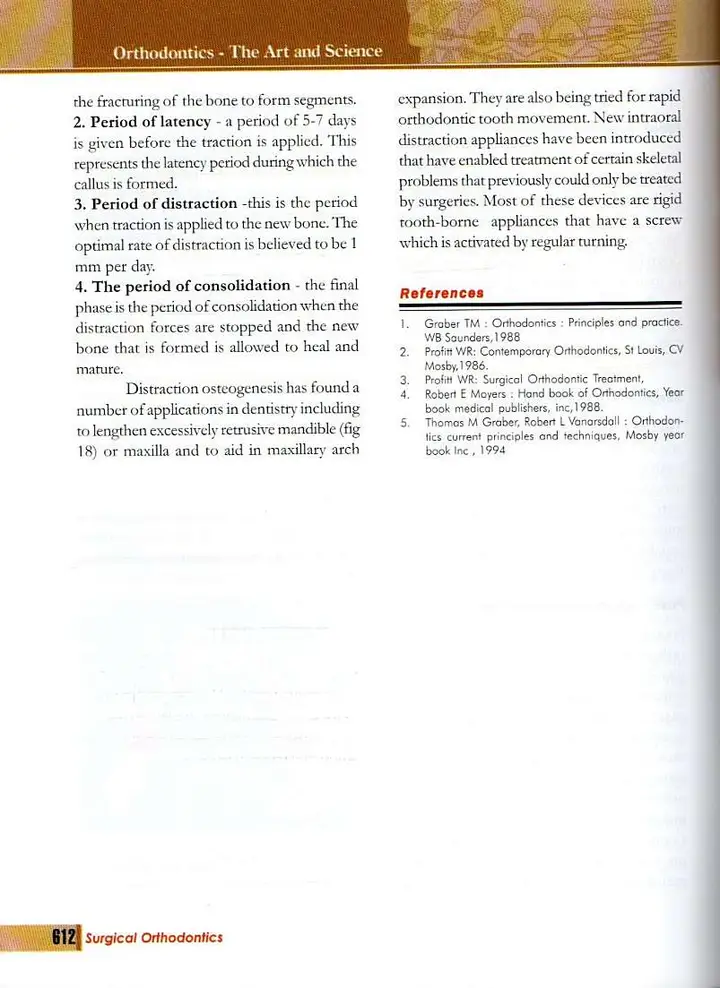 Orthodontics - The Art and Science
the fracturing of the bone to form segments.
2. Period of latency - a period of 5-7 days
is given before the traction is applied. This
represents the latency period during which the
callus is formed.
3. Period of distraction -this is the period
when traction is applied to the new bone. The
optimal rate of distraction is believed to be 1
mm per day.
4. The period of consolidation - the final
phase is the period of consolidation when the
distraction forces are stopped and the new
bone that is formed is allowed to heal and
mature.
Distraction osteogenesis has found a
number of applications in dentistry including
to lengthen excessively retrusive mandible (fig
18) or maxilla and to aid in maxillary arch
expansion. They are also being tried for rapid
orthodontic tooth movement. New intraoral
distraction appliances have been introduced
that have enabled treatment of certain skeletal
problems that previously could only be treated
by surgeries. Most of these devices are rigid
tooth-borne appliances that have a screw
which is activated by regular turning.
References
1. Graber TM : Orthodontics : Principles and practice.
WB Saunders,1988
2. Profitt WR: Contemporary Orthodontics, St Louis, CV
Mosby,1986.
3. Profitt WR: Surgical Orthodontic Treatment,
4. Robert E Moyers : Hand book of Orthodontics, Year
book medical publishers, inc,1988.
5. Thomas M Graber, Robert L Vanarsdall : Orthodon-
tics current principles and techniques, Mosby year
book Inc , 1994
612 Surgical Orthodontics